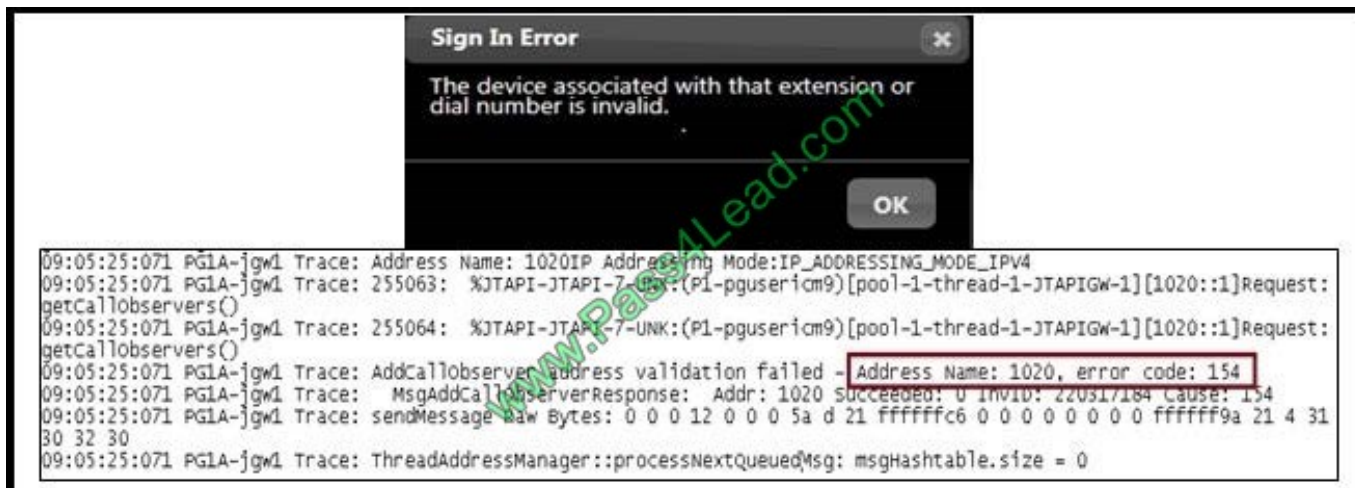 Sign In Error
The device associated with that extension or
dial number is invalid.
OK
www.Pass4Lead.com
09:05:25:071 PG1A-jgw1 Trace: Address Name: 1020IP Addressing Mode:IP_ADDRESSING_MODE_IPV4
09:05:25:071 PG1A-jgw1 Trace: 255063: %JTAPI-JTAPI-7-UNK:(P1-pgusericm9)[pool-1-thread-1-JTAPIGW-1][1020::1]Request:
getCallObservers()
09:05:25:071 PG1A-jgw1 Trace: 255064: %JTAPI-JTAPI-7-UNK:(P1-pgusericm9)[pool-1-thread-1-JTAPIGW-1][1020::1]Request:
getCallObservers()
09:05:25:071 PG1A-jgw1 Trace: AddCallObserver address validation failed - Address Name: 1020, error code: 154
09:05:25:071 PG1A-jgw1 Trace: MsgAddCallObserverResponse: Addr: 1020 Succeeded: 0 InvID: 220317184 Cause: 154
09:05:25:071 PG1A-jgw1 Trace: sendMessage Raw Bytes: 0 0 0 12 0 0 0 5a d 21 ffffffc6 0 0 0 0 0 0 0 0 ffffff9a 21 4 31
30 32 30
09:05:25:071 PG1A-jgw1 Trace: ThreadAddressManager::processNextQueuedMsg: msgHashtable.size = 0